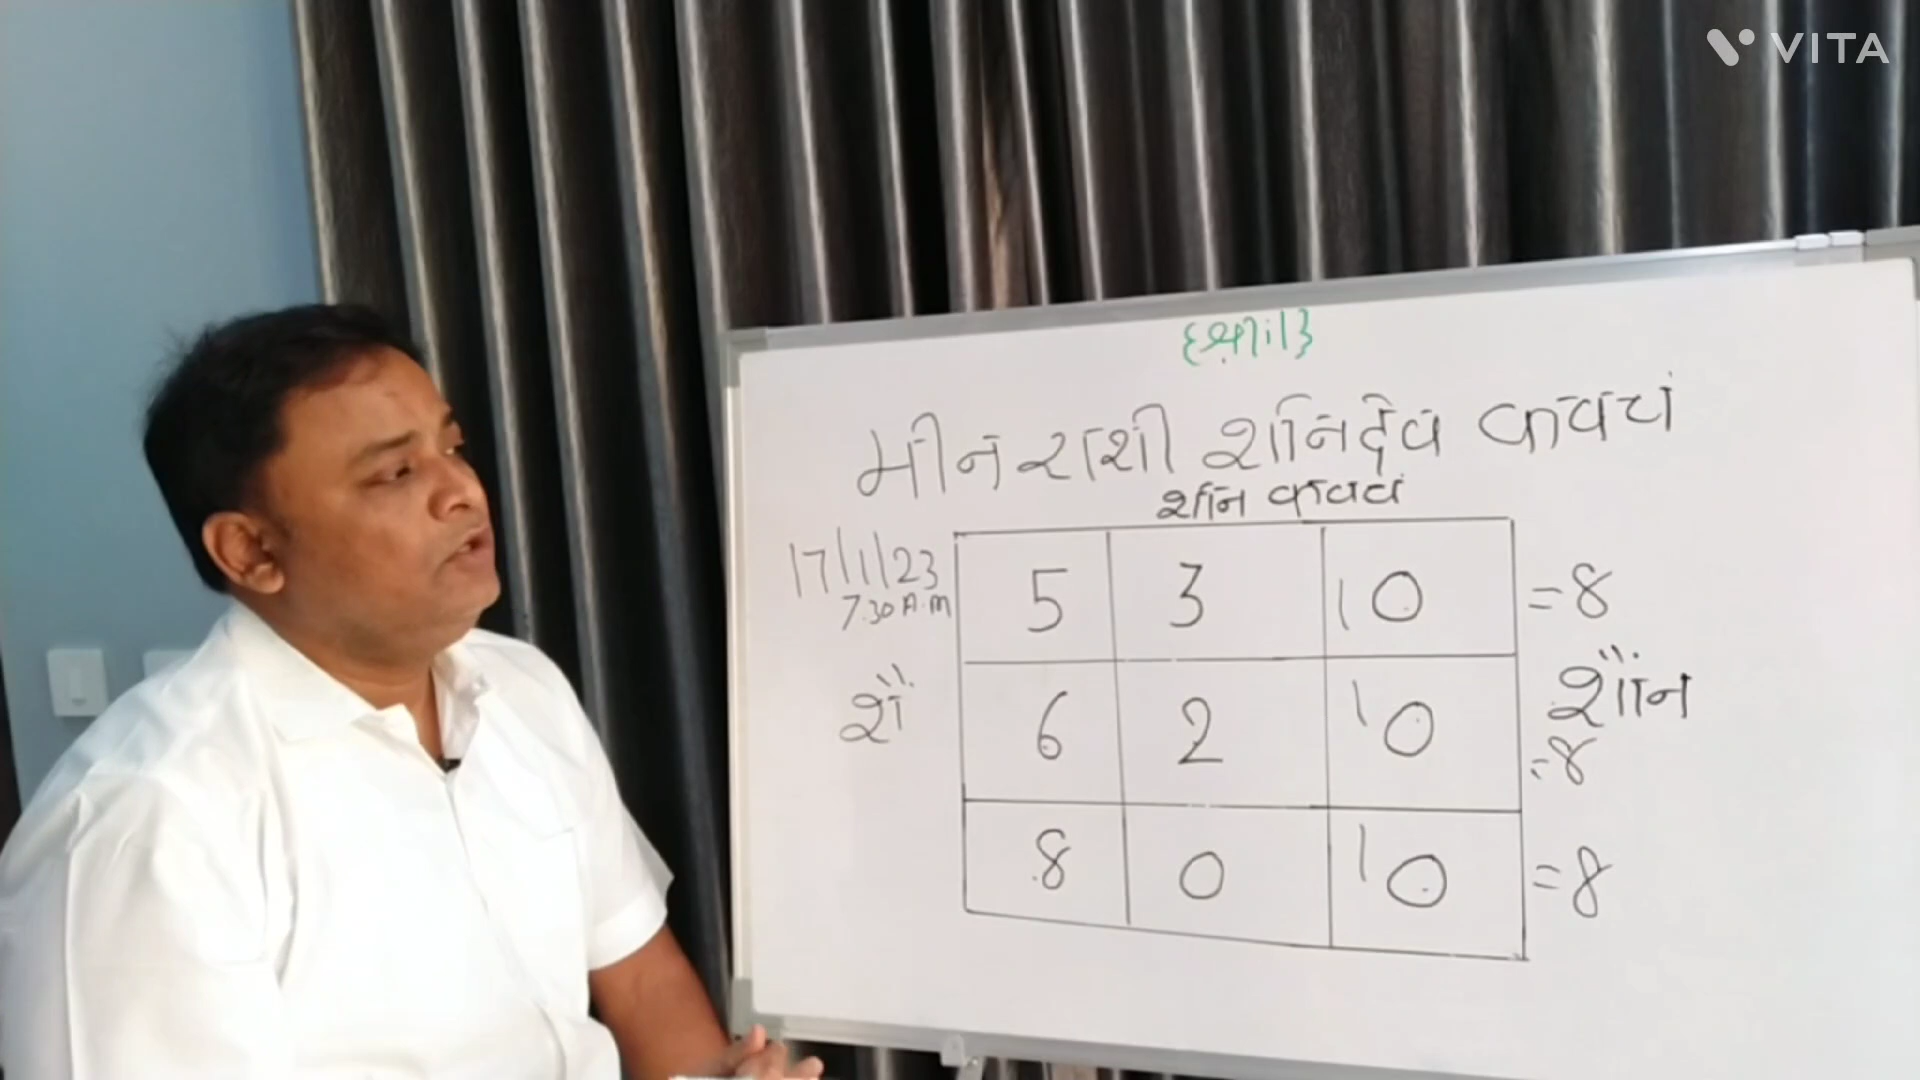 VITA
मीन राशी शनिदेव कवचं
शनि कवचं
17/1/23
7.30 A.M
5 3 10 =8
शं
6 2 10 =8
8 0 10 =8